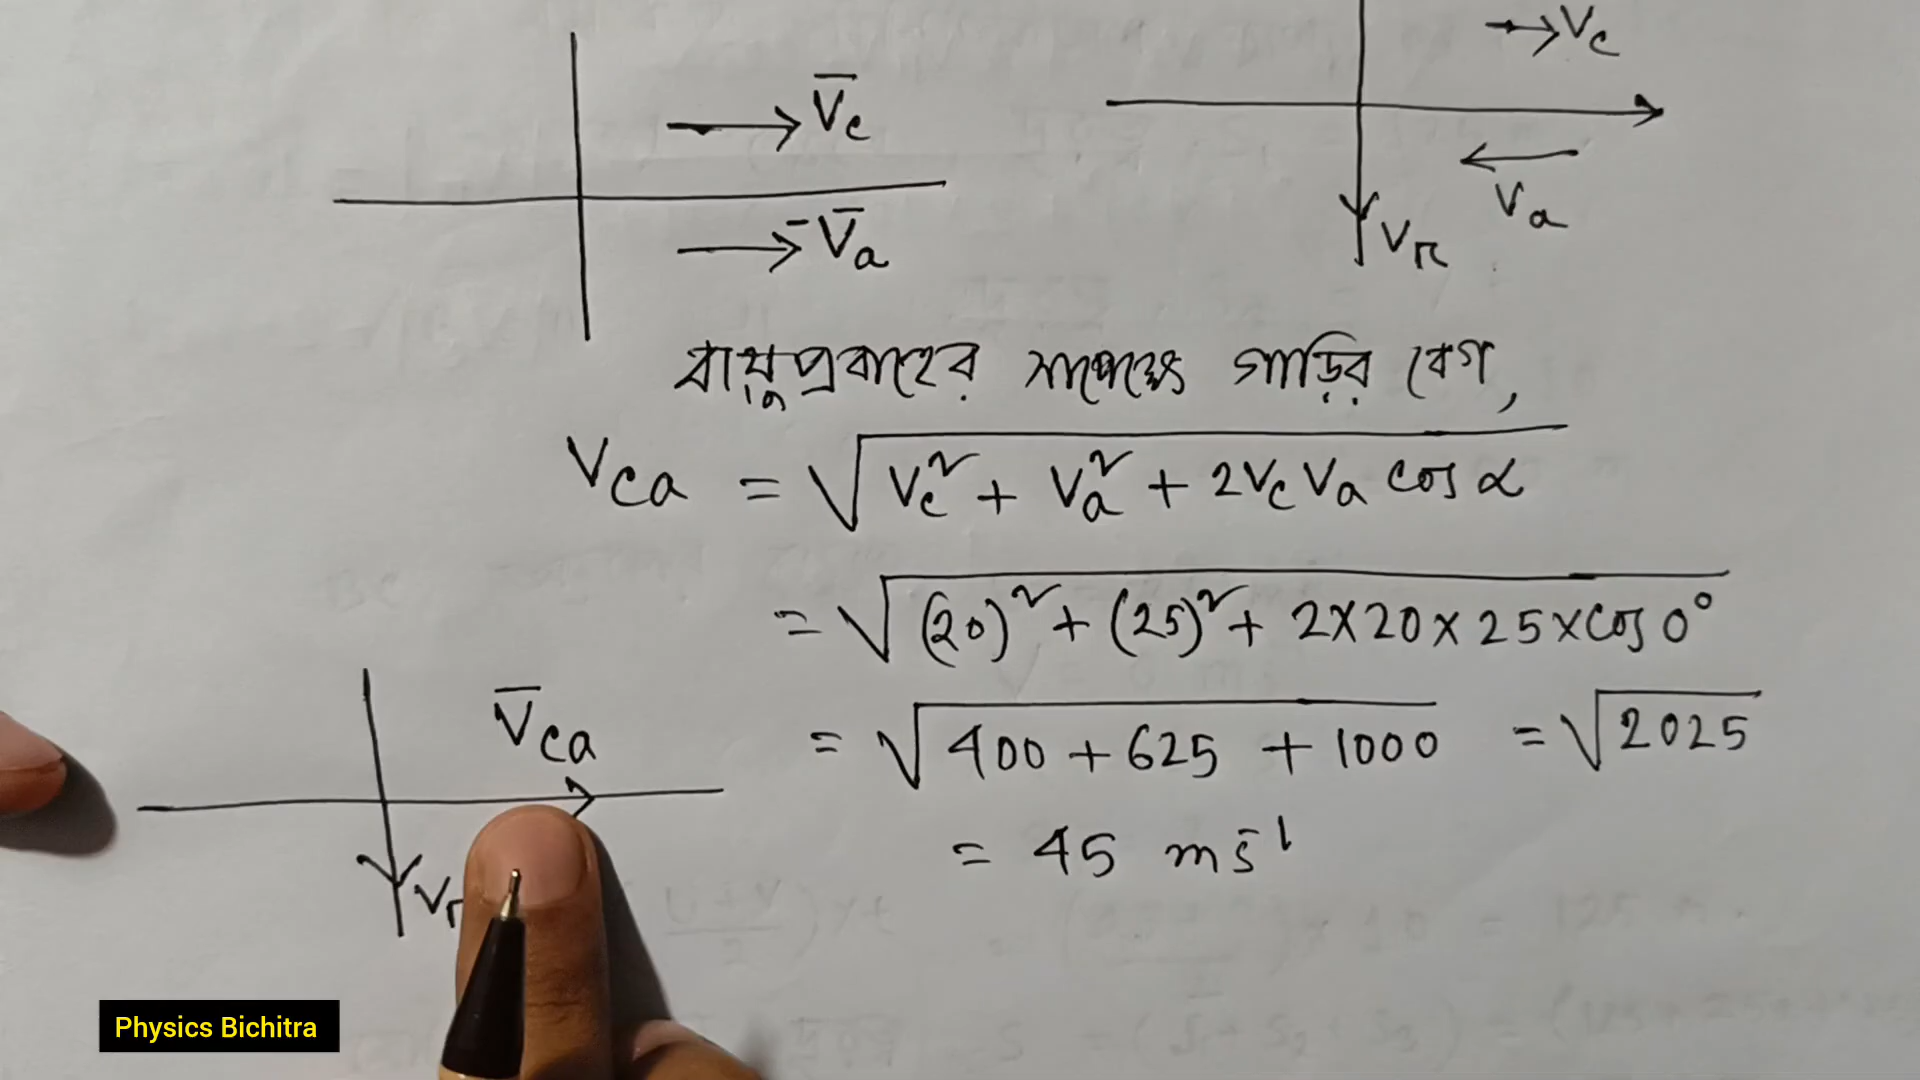 V̅c
-V̅a
Vc
Va
Vr
বায়ুপ্রবাহের সাপেক্ষে গাড়ির বেগ,
Vca = √(Vc² + Va² + 2VcVa cos α)
= √((20)² + (25)² + 2×20×25×cos 0°)
= √(400 + 625 + 1000) = √2025
= 45 ms⁻¹
V̅ca
Vr
Physics Bichitra